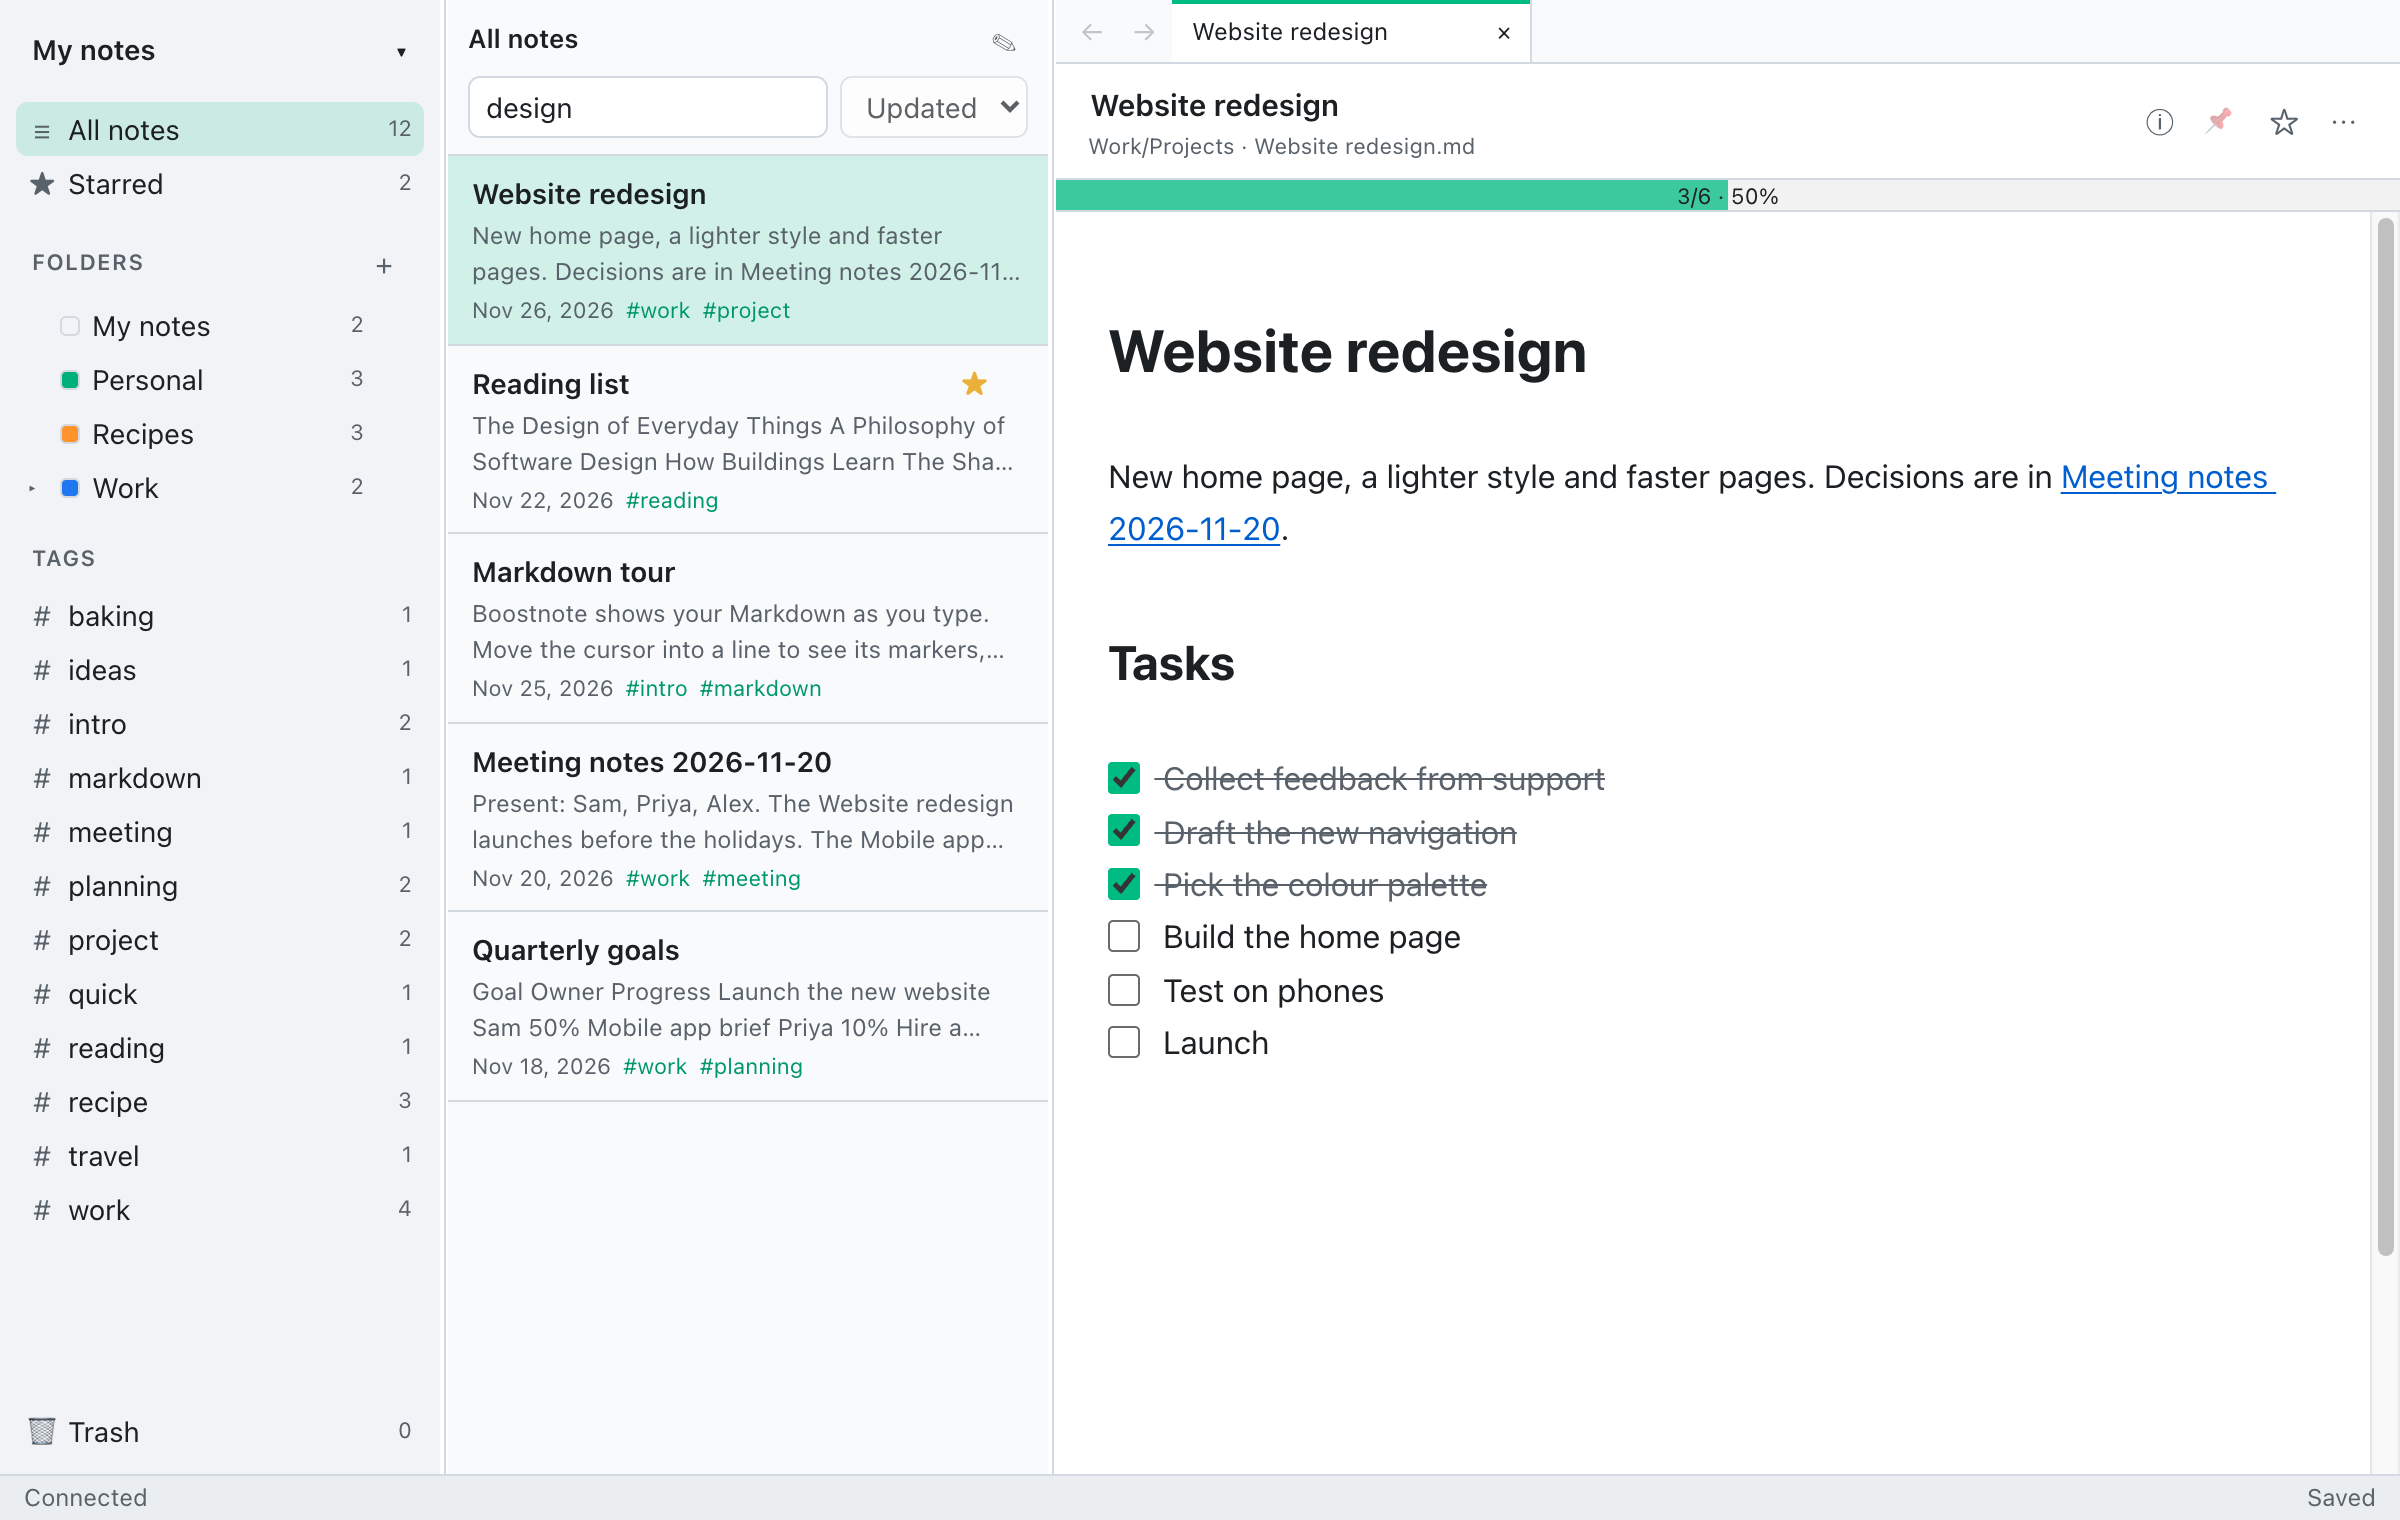 My notes
All notes 12
Starred 2
FOLDERS
My notes 2
Personal 3
Recipes 3
Work 2
TAGS
# baking 1
# ideas 1
# intro 2
# markdown 1
# meeting 1
# planning 2
# project 2
# quick 1
# reading 1
# recipe 3
# travel 1
# work 4
Trash 0
Connected
All notes
design
Updated
Website redesign
New home page, a lighter style and faster
pages. Decisions are in Meeting notes 2026-11...
Nov 26, 2026 #work #project
Reading list
The Design of Everyday Things A Philosophy of
Software Design How Buildings Learn The Sha...
Nov 22, 2026 #reading
Markdown tour
Boostnote shows your Markdown as you type.
Move the cursor into a line to see its markers,...
Nov 25, 2026 #intro #markdown
Meeting notes 2026-11-20
Present: Sam, Priya, Alex. The Website redesign
launches before the holidays. The Mobile app...
Nov 20, 2026 #work #meeting
Quarterly goals
Goal Owner Progress Launch the new website
Sam 50% Mobile app brief Priya 10% Hire a...
Nov 18, 2026 #work #planning
Website redesign ×
Website redesign
Work/Projects · Website redesign.md
3/6 · 50%
Website redesign
New home page, a lighter style and faster pages. Decisions are in Meeting notes
2026-11-20.
Tasks
Collect feedback from support
Draft the new navigation
Pick the colour palette
Build the home page
Test on phones
Launch
Saved